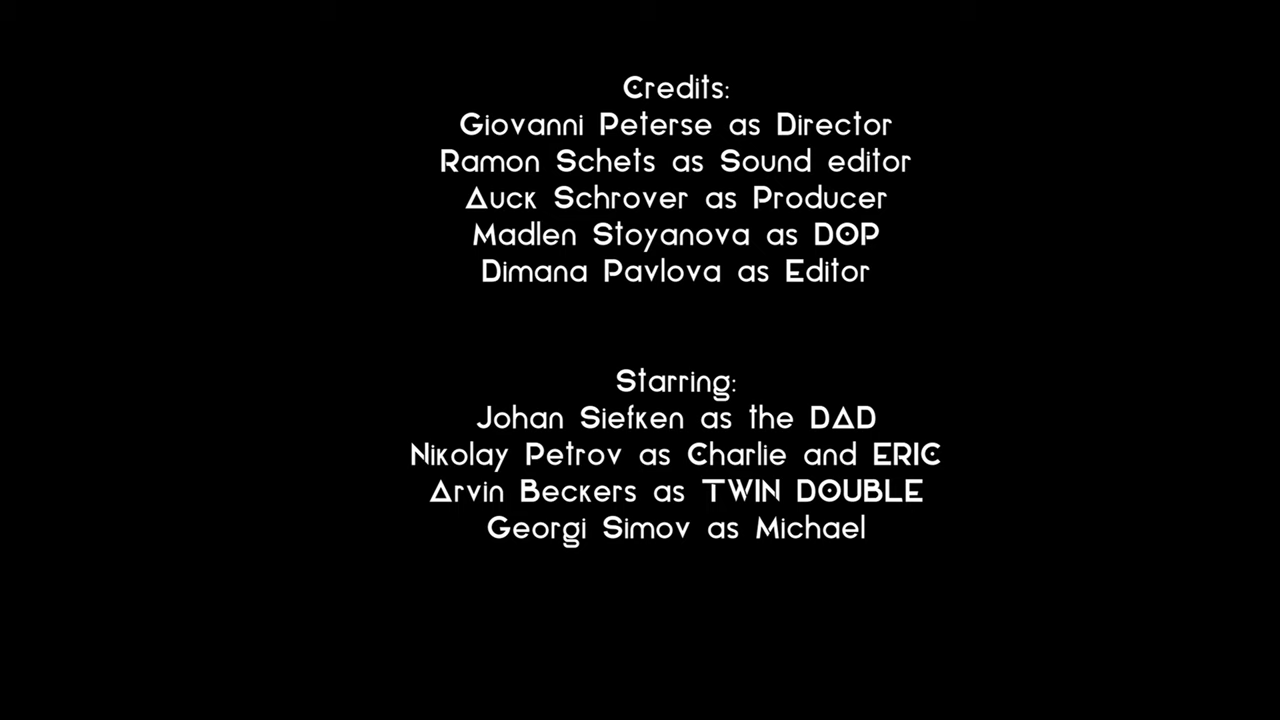 Credits:
Giovanni Peterse as Director
Ramon Schets as Sound editor
Auck Schrover as Producer
Madlen Stoyanova as DOP
Dimana Pavlova as Editor
Starring:
Johan Siefken as the DAD
Nikolay Petrov as Charlie and ERIC
Arvin Beckers as TWIN DOUBLE
Georgi Simov as Michael